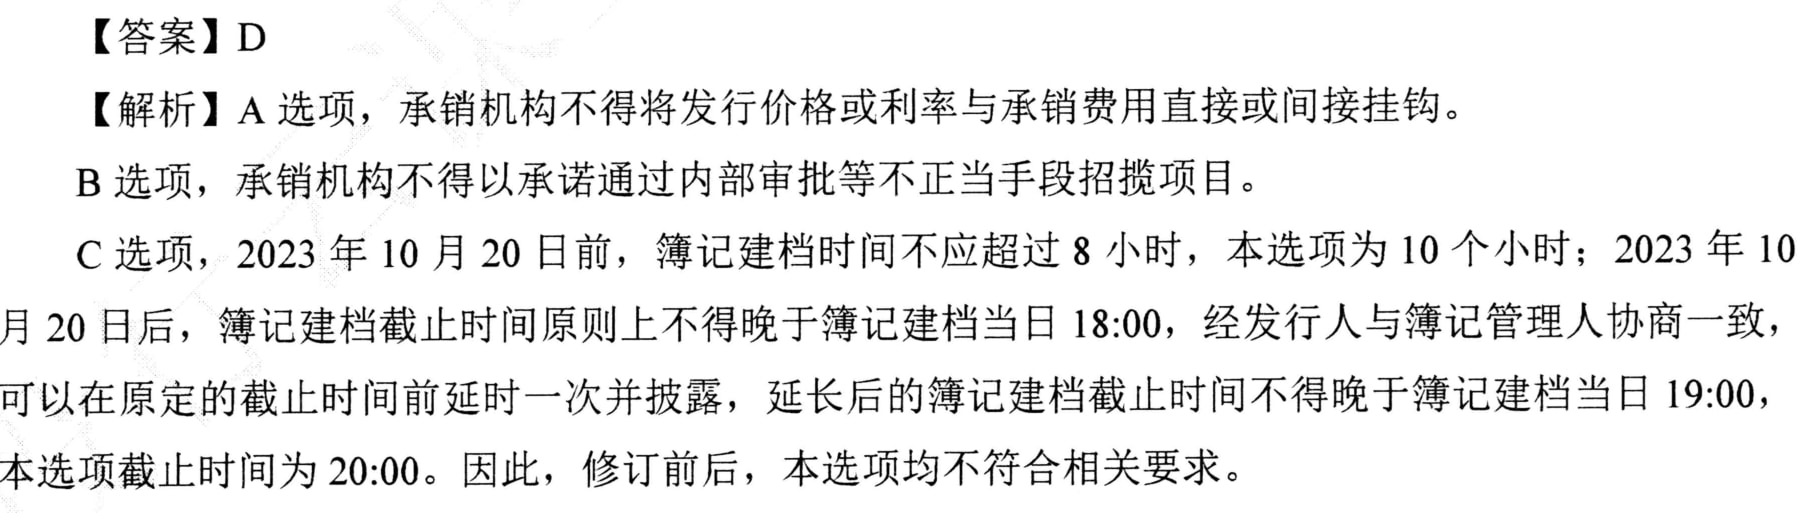 【答案】D
【解析】A 选项，承销机构不得将发行价格或利率与承销费用直接或间接挂钩。
B 选项，承销机构不得以承诺通过内部审批等不正当手段招揽项目。
C 选项，2023 年 10 月 20 日前，簿记建档时间不应超过 8 小时，本选项为 10 个小时；2023 年 10
月 20 日后，簿记建档截止时间原则上不得晚于簿记建档当日 18:00，经发行人与簿记管理人协商一致，
可以在原定的截止时间前延时一次并披露，延长后的簿记建档截止时间不得晚于簿记建档当日 19:00，
本选项截止时间为 20:00。因此，修订前后，本选项均不符合相关要求。